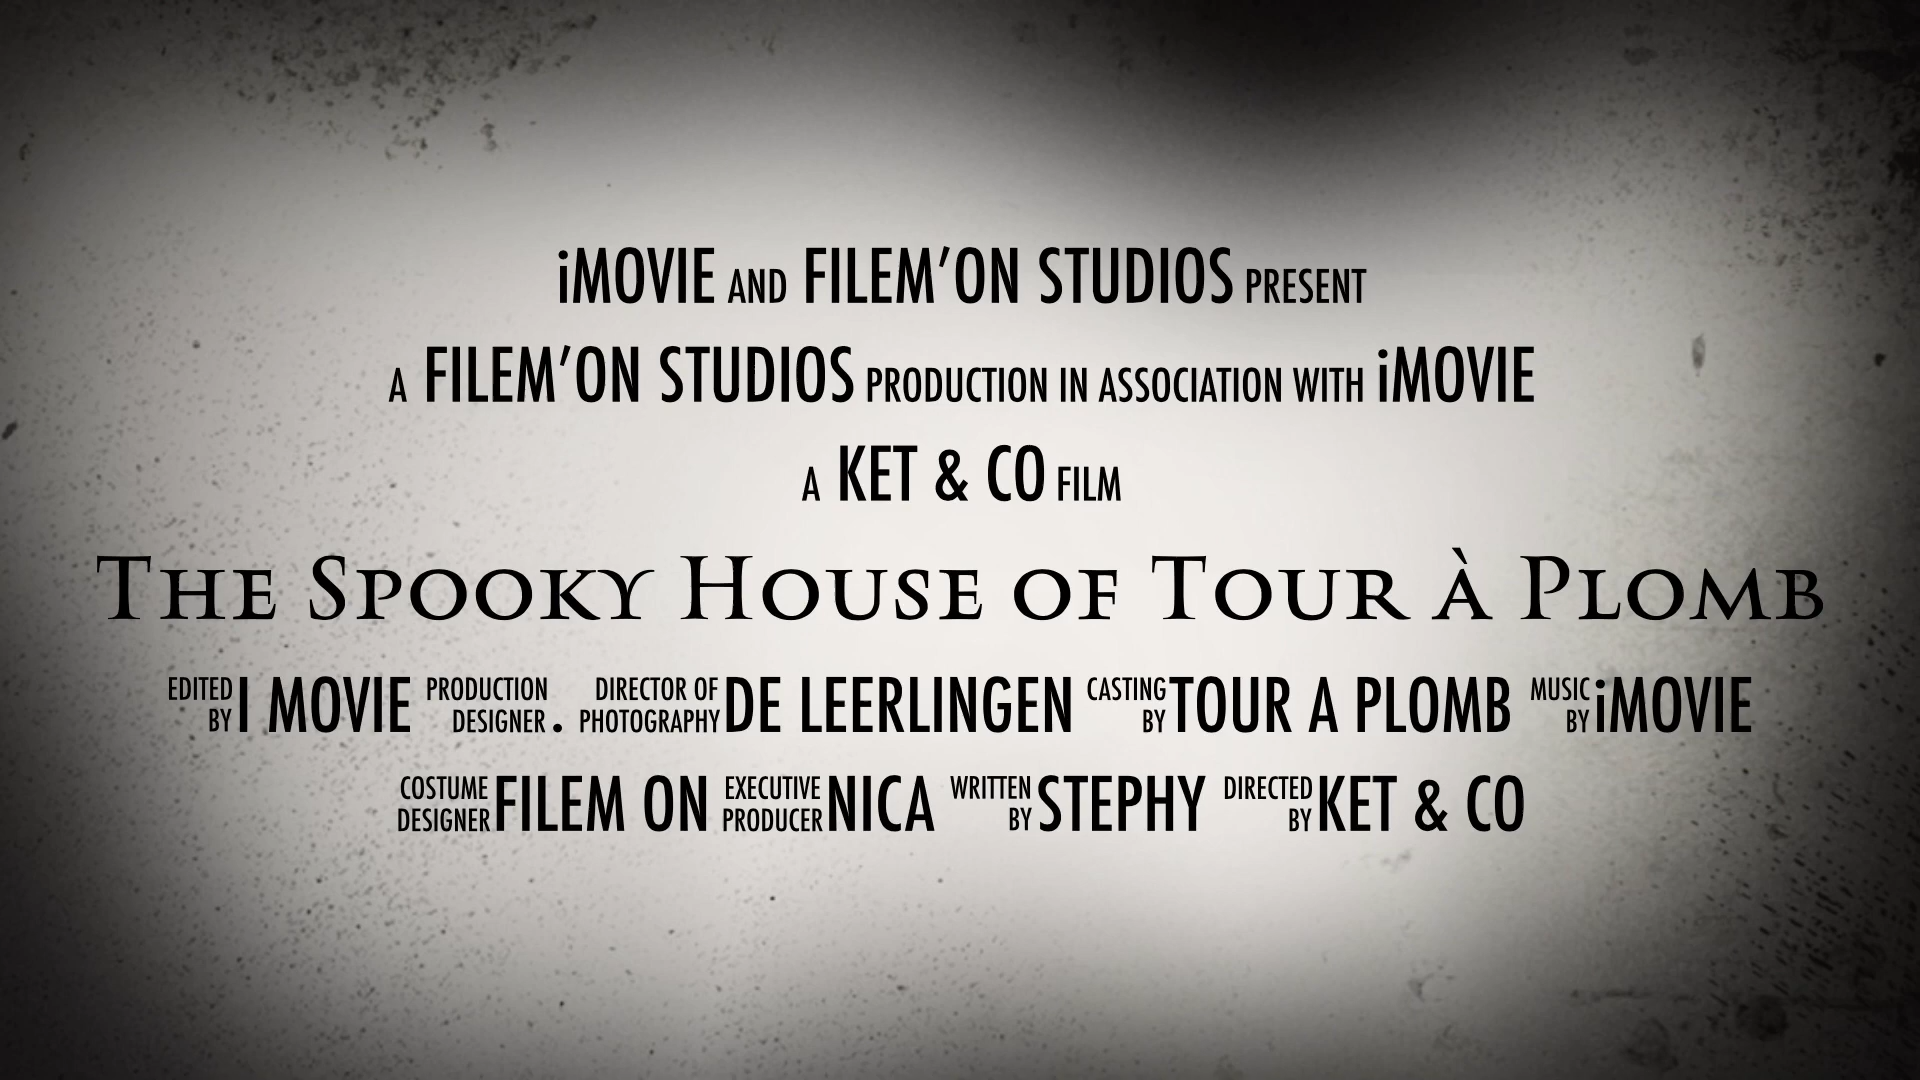 iMOVIE AND FILEM'ON STUDIOS PRESENT
A FILEM'ON STUDIOS PRODUCTION IN ASSOCIATION WITH iMOVIE
A KET & CO FILM
The Spooky House of Tour à Plomb
EDITED BY I MOVIE PRODUCTION DESIGNER . DIRECTOR OF PHOTOGRAPHY DE LEERLINGEN CASTING BY TOUR A PLOMB MUSIC BY iMOVIE
COSTUME DESIGNER FILEM ON EXECUTIVE PRODUCER NICA WRITTEN BY STEPHY DIRECTED BY KET & CO